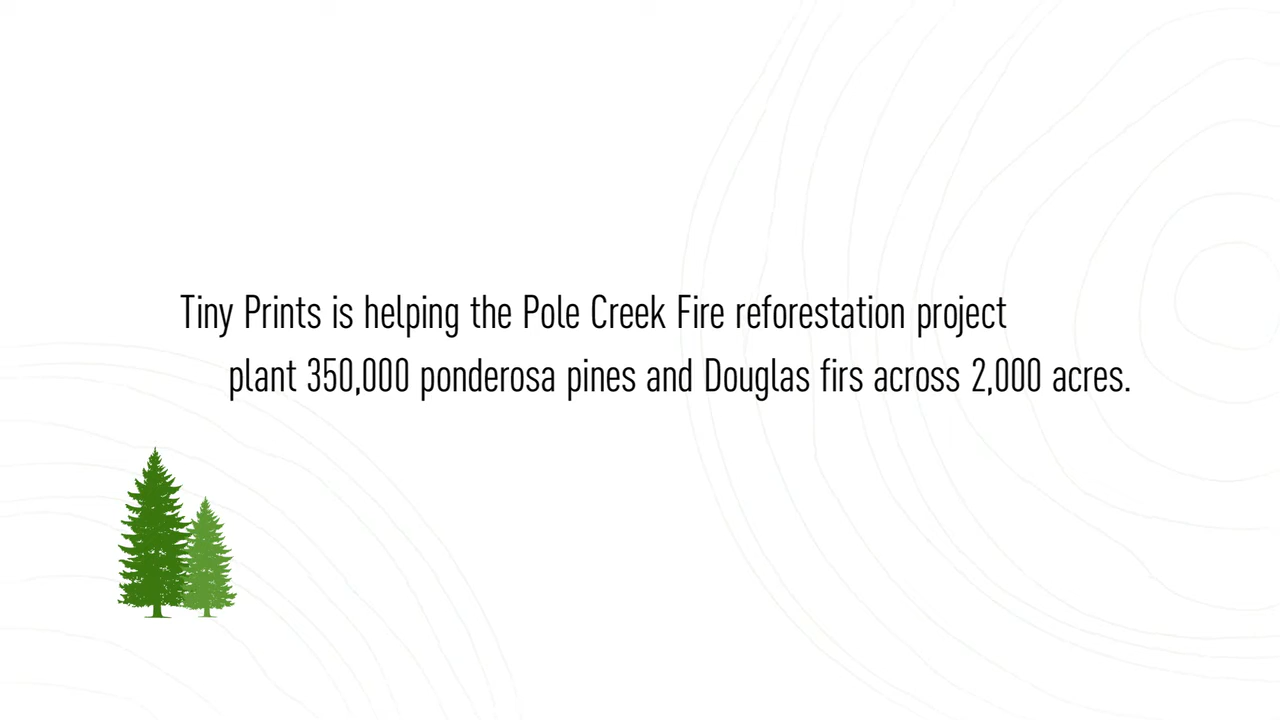 Tiny Prints is helping the Pole Creek Fire reforestation project
plant 350,000 ponderosa pines and Douglas firs across 2,000 acres.